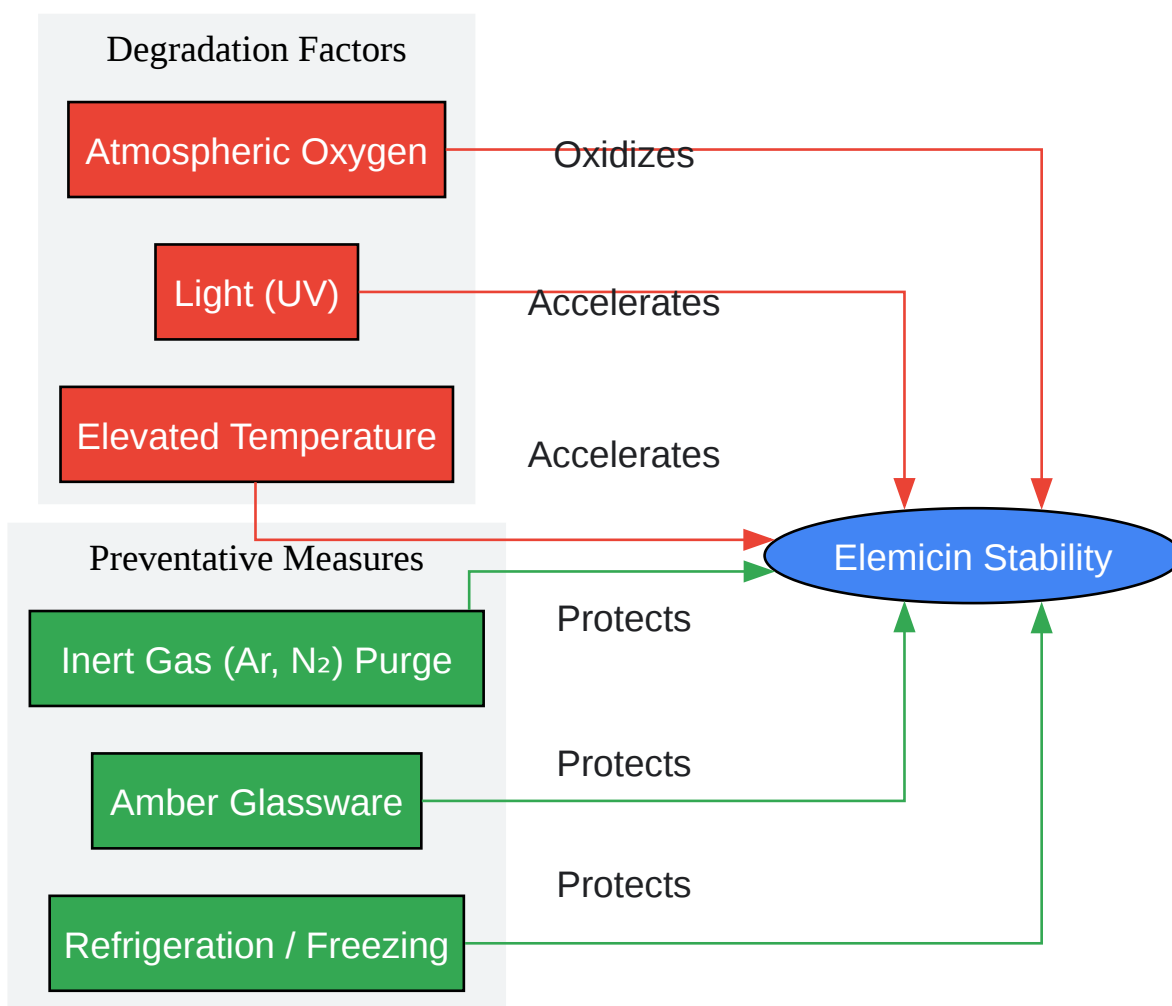 Degradation Factors
Atmospheric Oxygen
Oxidizes
Light (UV)
Accelerates
Elevated Temperature
Accelerates
Elemicin Stability
Preventative Measures
Protects
Inert Gas (Ar, N₂) Purge
Protects
Amber Glassware
Protects
Refrigeration / Freezing